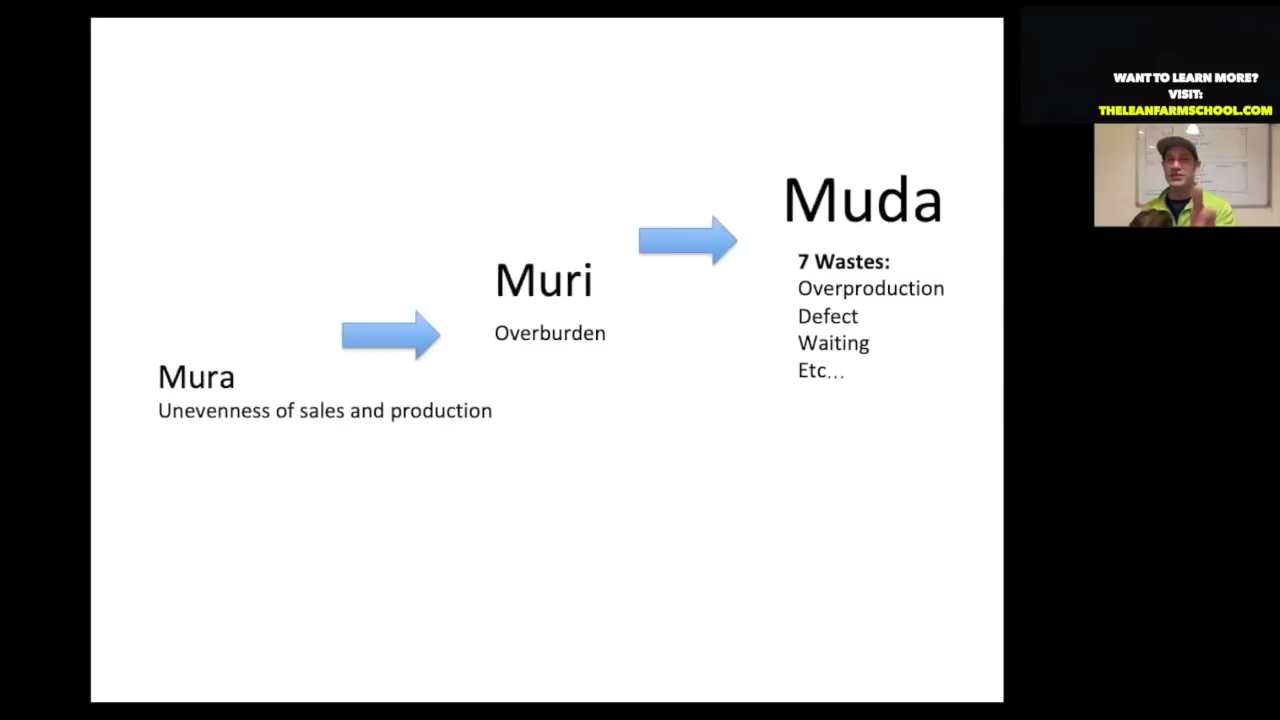 WANT TO LEARN MORE?
VISIT:
THELEANFARMSCHOOL.COM
Muda
7 Wastes:
Overproduction
Defect
Waiting
Etc...
Muri
Overburden
Mura
Unevenness of sales and production